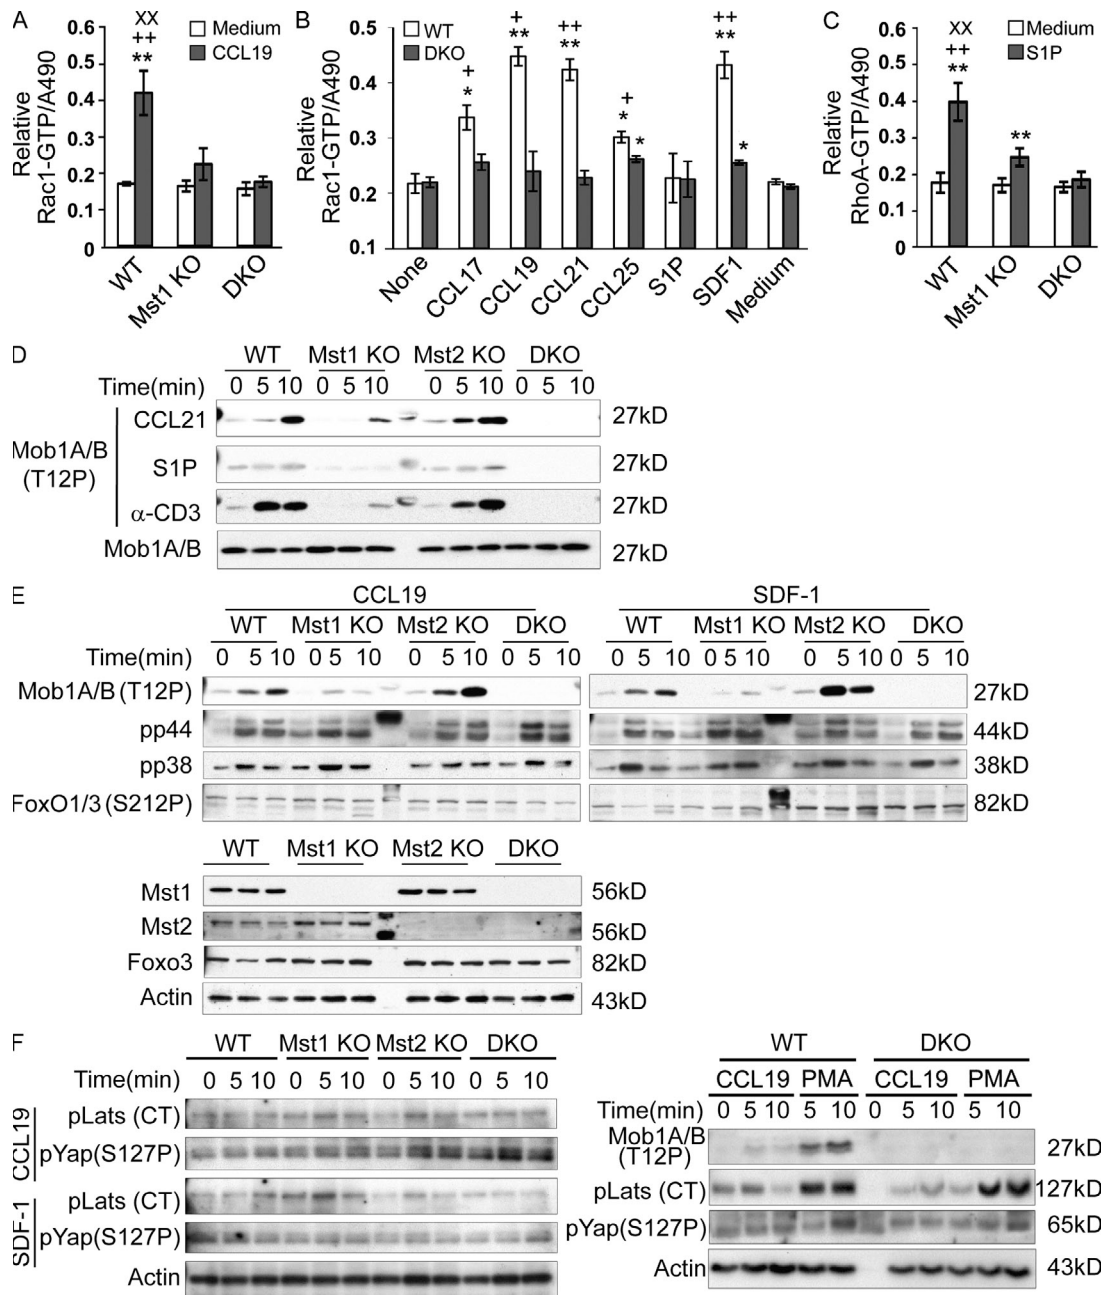 A
Relative
Rac1-GTP/A490
0.6
0.5
0.4
0.3
0.2
0.1
0
XX
++
**
Medium
CCL19
WT
Mst1 KO
DKO
B
Relative
Rac1-GTP/A490
0.5
0.4
0.3
0.2
0.1
WT
DKO
+
*
+
**
++
**
+
*
*
++
**
*
None
CCL17
CCL19
CCL21
CCL25
S1P
SDF1
Medium
C
Relative
RhoA-GTP/A490
0.6
0.5
0.4
0.3
0.2
0.1
0
XX
++
**
**
Medium
S1P
WT
Mst1 KO
DKO
D
WT Mst1 KO Mst2 KO DKO
Time(min) 0 5 10 0 5 10 0 5 10 0 5 10
Mob1A/B
(T12P)
CCL21 27kD
S1P 27kD
α-CD3 27kD
Mob1A/B 27kD
E
CCL19 SDF-1
WT Mst1 KO Mst2 KO DKO WT Mst1 KO Mst2 KO DKO
Time(min) 0 5 10 0 5 10 0 5 10 0 5 10 0 5 10 0 5 10 0 5 10 0 5 10
Mob1A/B (T12P) 27kD
pp44 44kD
pp38 38kD
FoxO1/3 (S212P) 82kD
WT Mst1 KO Mst2 KO DKO
Mst1 56kD
Mst2 56kD
Foxo3 82kD
Actin 43kD
F
WT Mst1 KO Mst2 KO DKO
Time(min) 0 5 10 0 5 10 0 5 10 0 5 10
CCL19
pLats (CT)
pYap(S127P)
SDF-1
pLats (CT)
pYap(S127P)
Actin
WT DKO
CCL19 PMA CCL19 PMA
Time(min) 0 5 10 5 10 0 5 10 5 10
Mob1A/B
(T12P) 27kD
pLats (CT) 127kD
pYap(S127P) 65kD
Actin 43kD